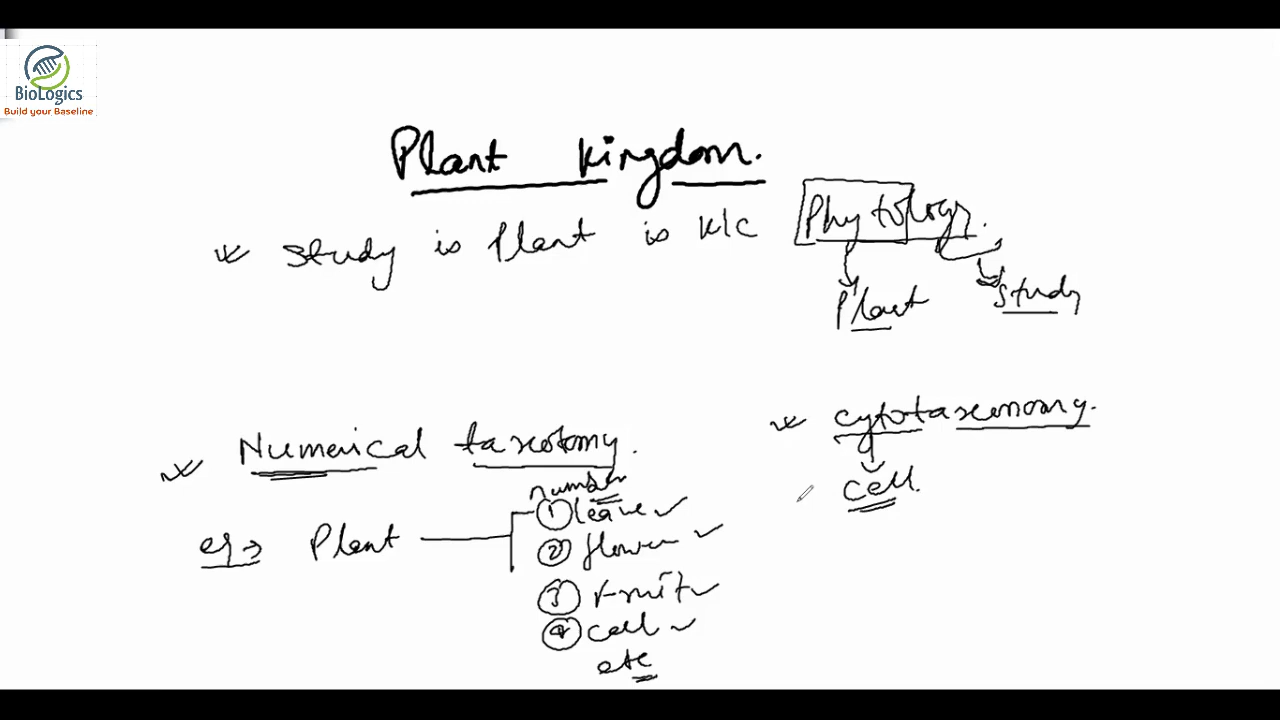 BioLogics
Build your Baseline
Plant kingdom.
* Study is Plant is K/c Phytology.
Plant
Study
* Numerical taxotomy.
* cytotaxonomy.
cell.
number
eg → Plant
① leave ✓
② flower ✓
③ fruit ✓
④ cell ✓
etc